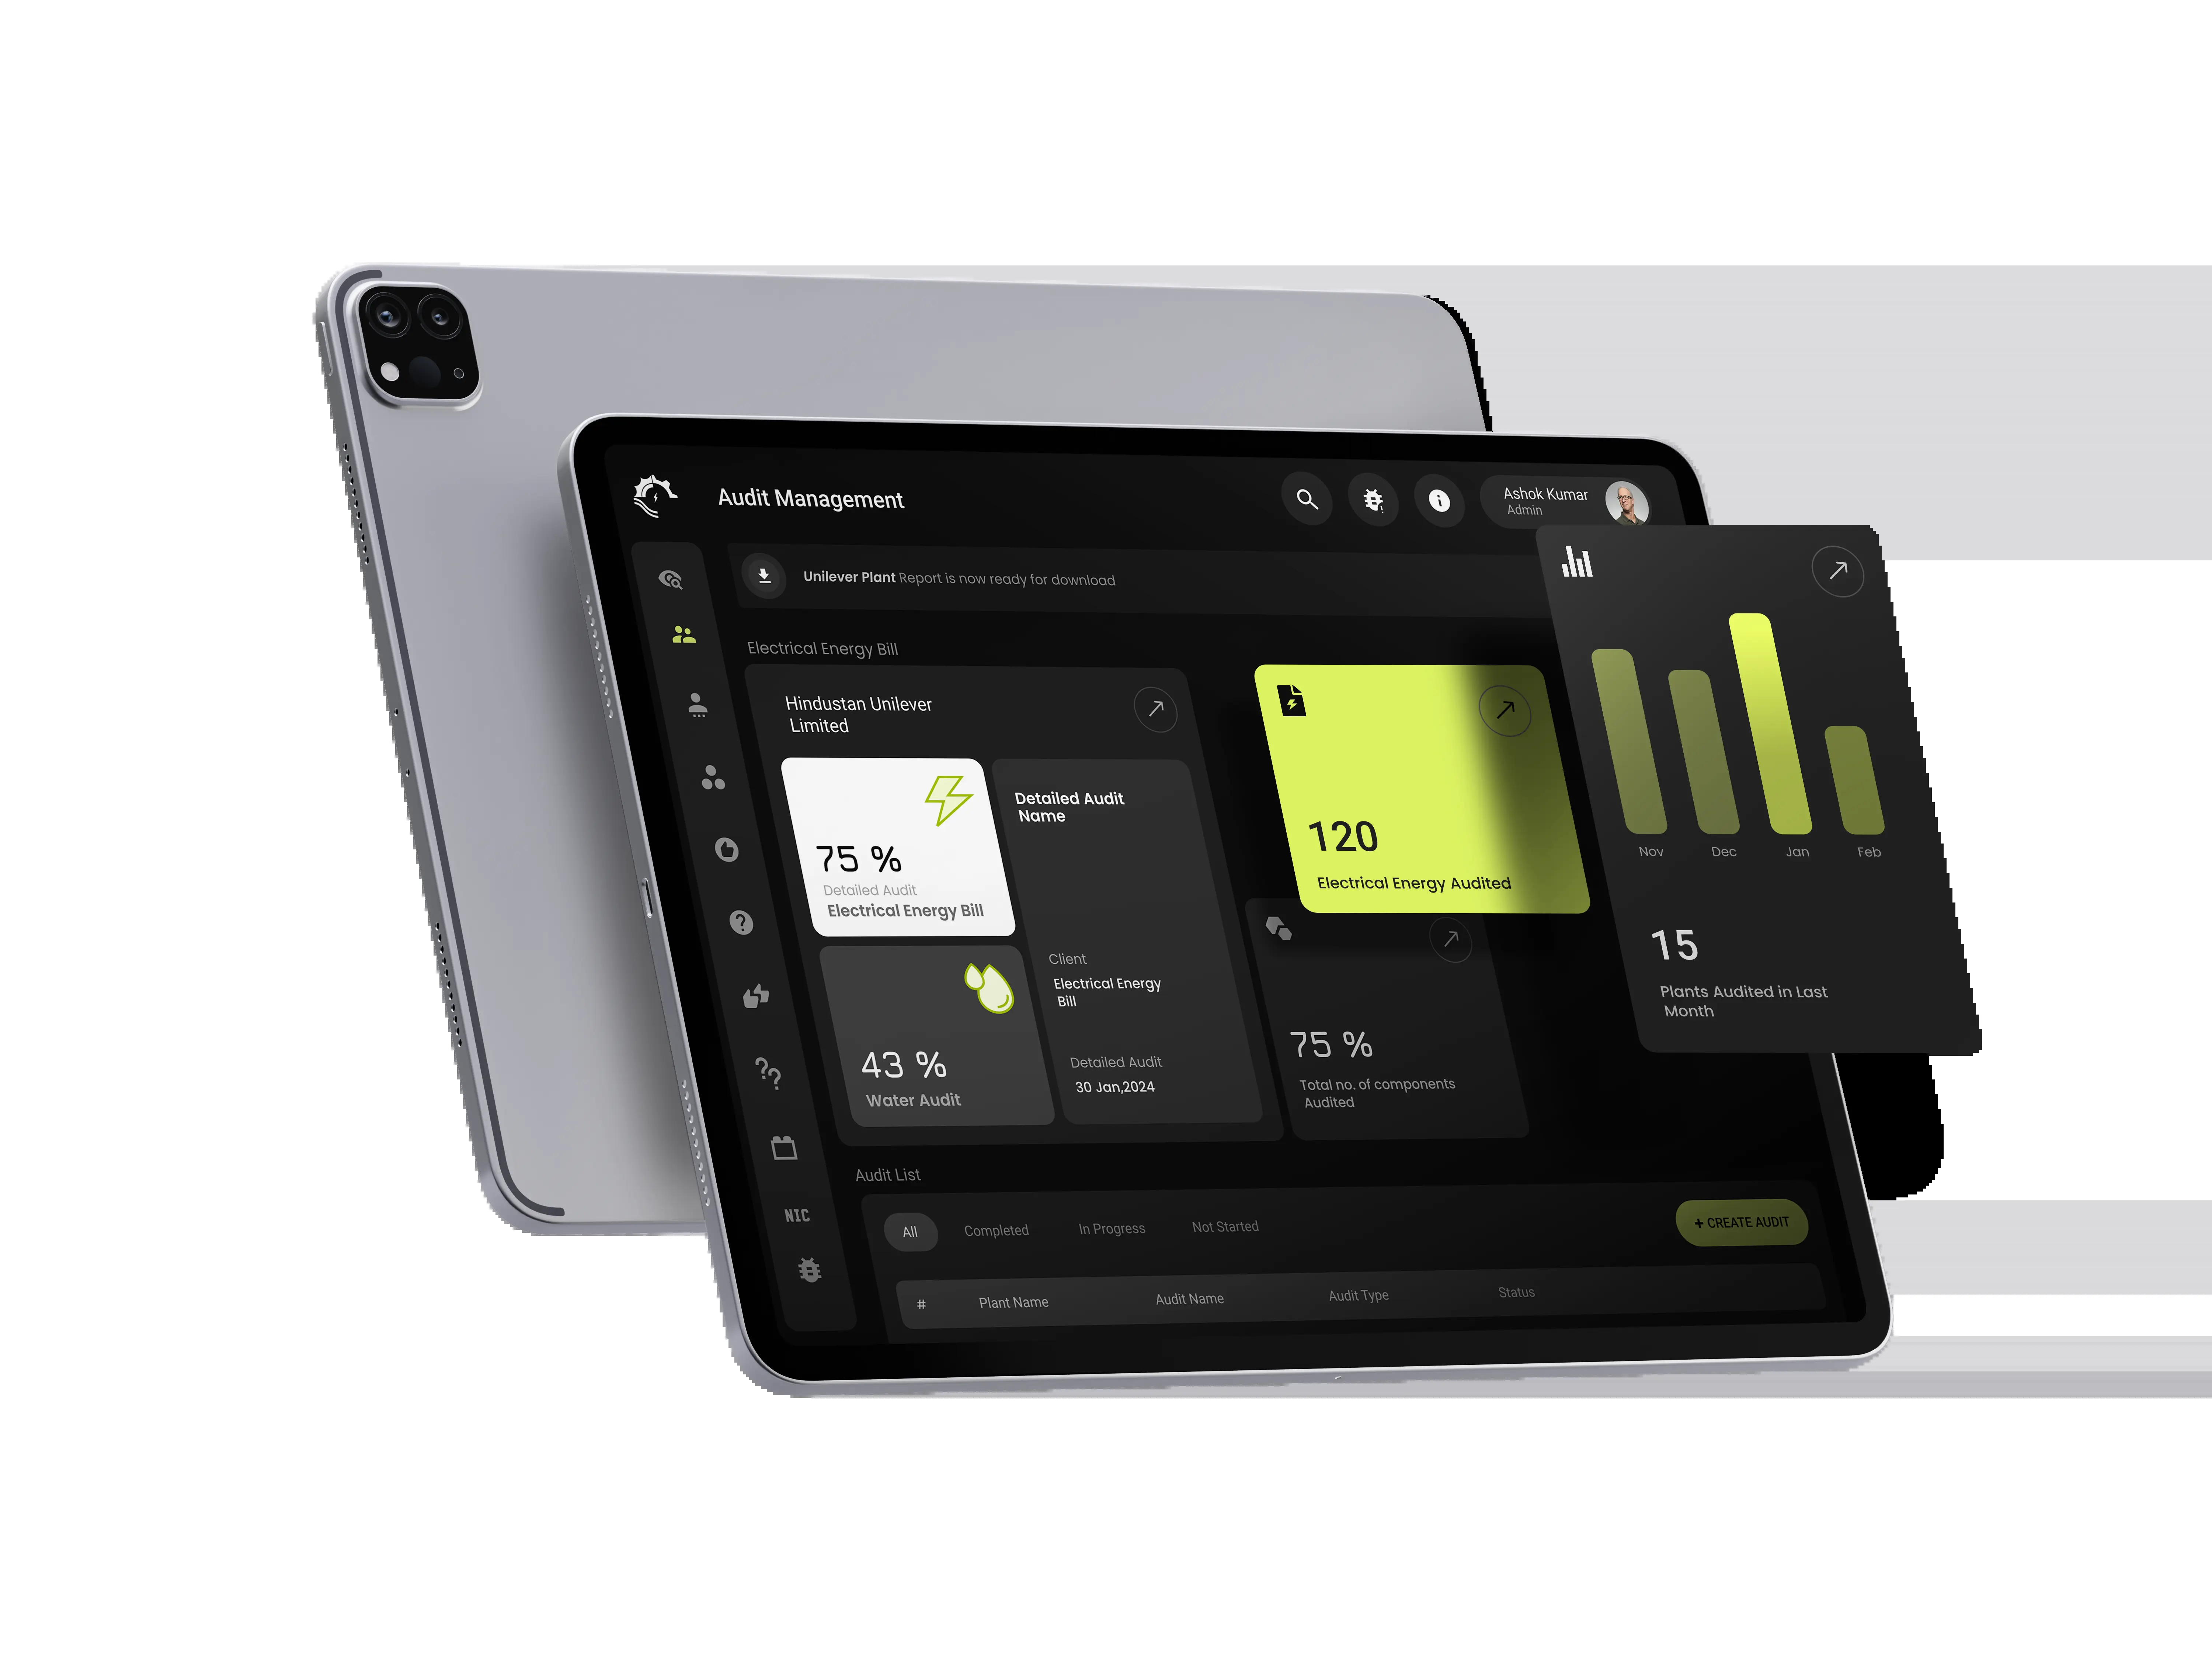 Audit Management
Ashok Kumar
Admin
Unilever Plant Report is now ready for download
Electrical Energy Bill
Hindustan Unilever
Limited
75 %
Detailed Audit
Electrical Energy Bill
43 %
Water Audit
Detailed Audit
Name
Client
Electrical Energy
Bill
Detailed Audit
30 Jan,2024
120
Electrical Energy Audited
75 %
Total no. of components
Audited
Nov Dec Jan Feb
15
Plants Audited in Last
Month
NIC
Audit List
All Completed In Progress Not Started
+ CREATE AUDIT
# Plant Name Audit Name Audit Type Status